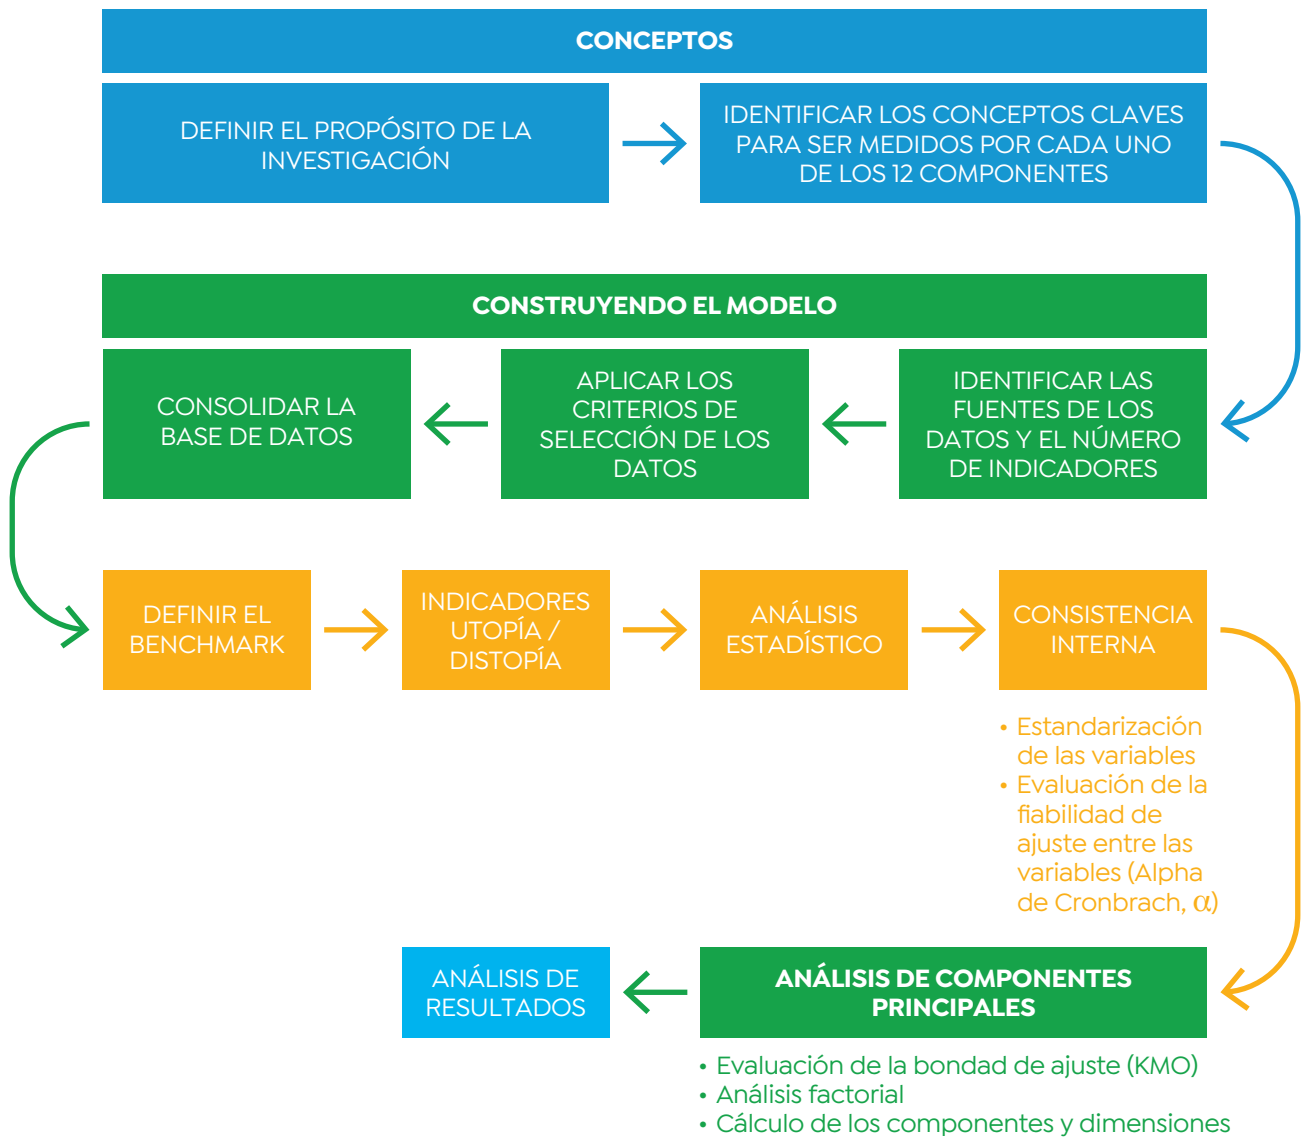 CONCEPTOS
DEFINIR EL PROPÓSITO DE LA
INVESTIGACIÓN
IDENTIFICAR LOS CONCEPTOS CLAVES
PARA SER MEDIDOS POR CADA UNO
DE LOS 12 COMPONENTES
CONSTRUYENDO EL MODELO
CONSOLIDAR LA
BASE DE DATOS
APLICAR LOS
CRITERIOS DE
SELECCIÓN DE LOS
DATOS
IDENTIFICAR LAS
FUENTES DE LOS
DATOS Y EL NÚMERO
DE INDICADORES
DEFINIR EL
BENCHMARK
INDICADORES
UTOPÍA /
DISTOPÍA
ANÁLISIS
ESTADÍSTICO
CONSISTENCIA
INTERNA
• Estandarización
de las variables
• Evaluación de la
fiabilidad de
ajuste entre las
variables (Alpha
de Cronbrach, α)
ANÁLISIS DE
RESULTADOS
ANÁLISIS DE COMPONENTES
PRINCIPALES
• Evaluación de la bondad de ajuste (KMO)
• Análisis factorial
• Cálculo de los componentes y dimensiones